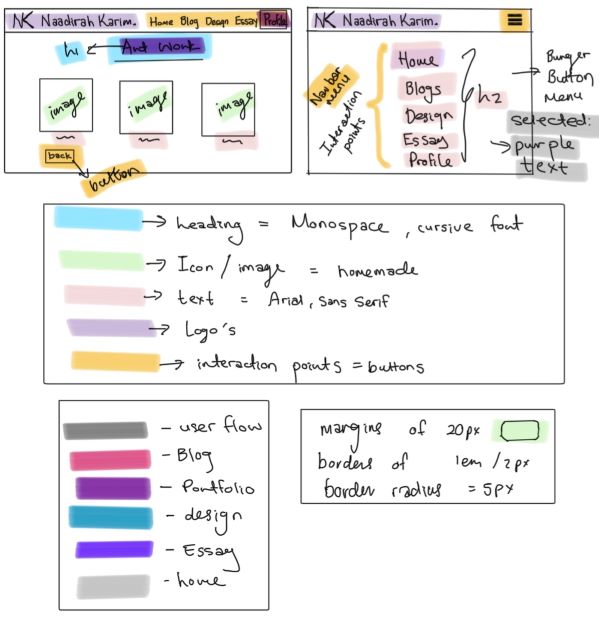 NK Naadirah Karim. Home Blog Design Essay Profile
h1 Art Work
image image image
back
button
NK Naadirah Karim.
Nav bar menu
Interaction points
Home
Blogs
Design
Essay
Profile
h2
Burger
Button
Menu
selected:
purple
text
heading = Monospace, cursive font
Icon / image = homemade
text = Arial, sans serif
Logo's
interaction points = buttons
- user flow
- Blog
- Portfolio
- design
- Essay
- home
margins of 20px
borders of 1em / 2px
border radius = 5px